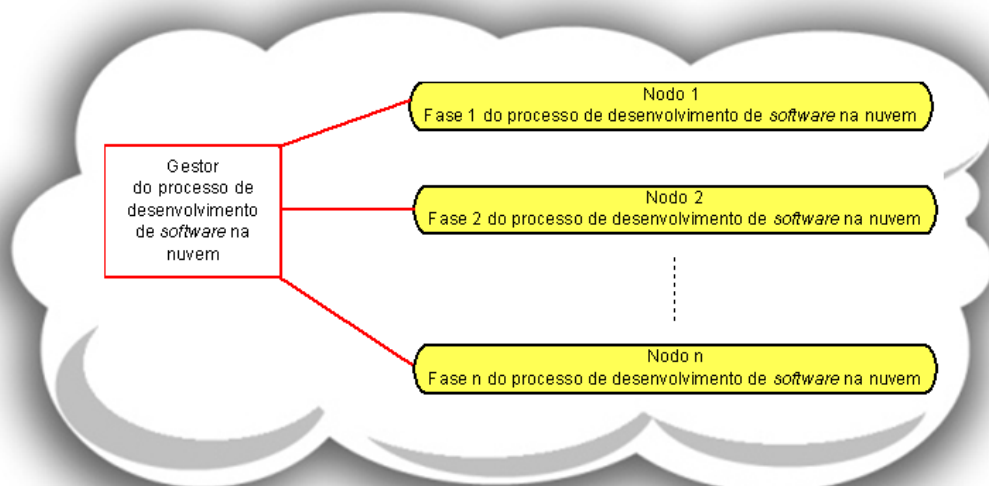 Nodo 1
Fase 1 do processo de desenvolvimento de software na nuvem
Gestor
do processo de
desenvolvimento
de software na
nuvem
Nodo 2
Fase 2 do processo de desenvolvimento de software na nuvem
Nodo n
Fase n do processo de desenvolvimento de software na nuvem